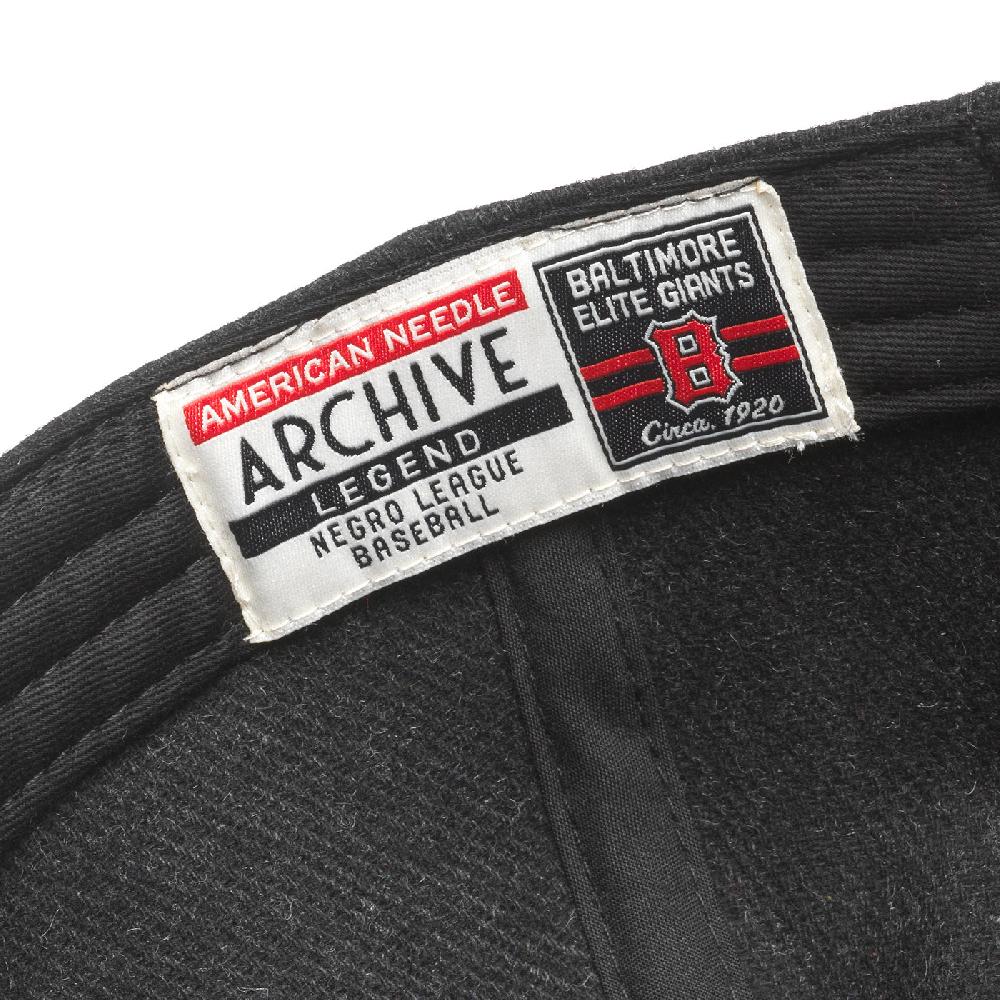 AMERICAN NEEDLE
ARCHIVE
LEGEND
NEGRO LEAGUE
BASEBALL
BALTIMORE
ELITE GIANTS
B
Circa. 1920